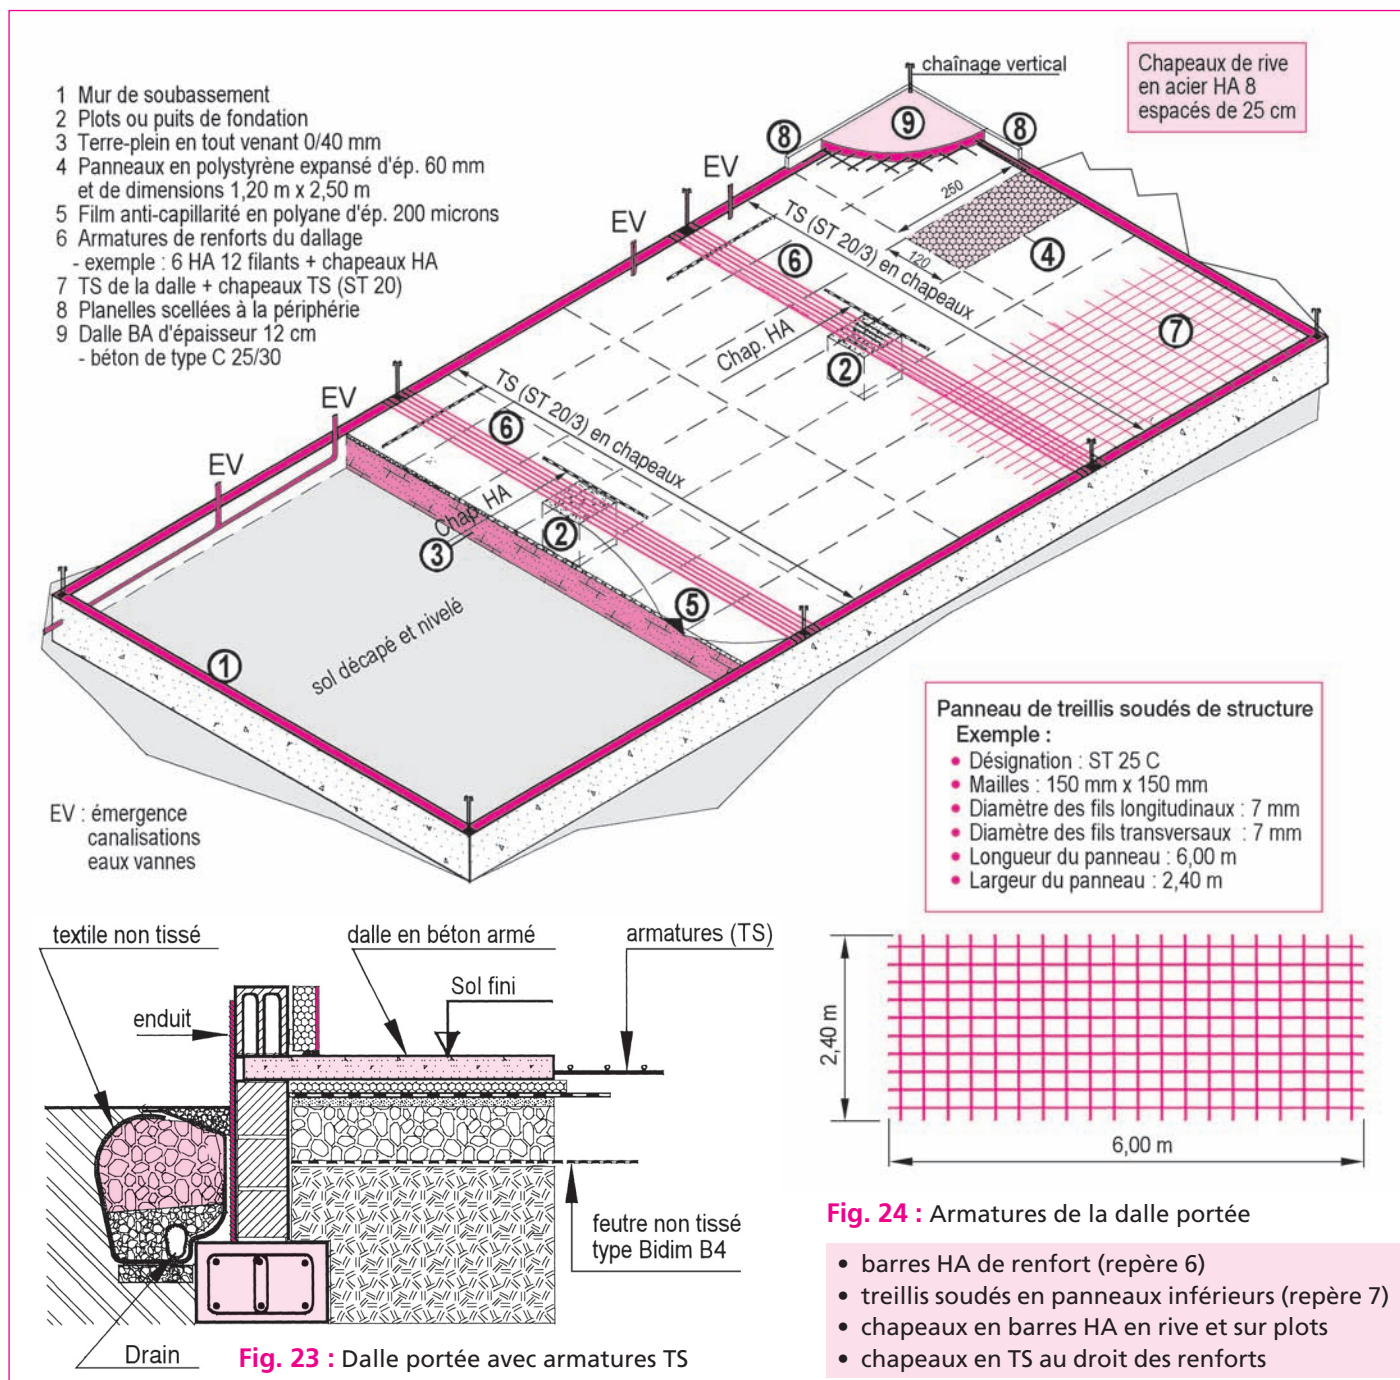 1 Mur de soubassement
2 Plots ou puits de fondation
3 Terre-plein en tout venant 0/40 mm
4 Panneaux en polystyrène expansé d'ép. 60 mm
et de dimensions 1,20 m x 2,50 m
5 Film anti-capillarité en polyane d'ép. 200 microns
6 Armatures de renforts du dallage
- exemple : 6 HA 12 filants + chapeaux HA
7 TS de la dalle + chapeaux TS (ST 20)
8 Planelles scellées à la périphérie
9 Dalle BA d'épaisseur 12 cm
- béton de type C 25/30
chaînage vertical
Chapeaux de rive
en acier HA 8
espacés de 25 cm
8
9
8
EV
EV
250
120
4
TS (ST 20/3) en chapeaux
6
Chap. HA
2
7
EV
EV
TS (ST 20/3) en chapeaux
6
Chap. HA
2
3
5
sol décapé et nivelé
1
EV : émergence
canalisations
eaux vannes
Panneau de treillis soudés de structure
Exemple :
• Désignation : ST 25 C
• Mailles : 150 mm x 150 mm
• Diamètre des fils longitudinaux : 7 mm
• Diamètre des fils transversaux : 7 mm
• Longueur du panneau : 6,00 m
• Largeur du panneau : 2,40 m
textile non tissé
dalle en béton armé
armatures (TS)
Sol fini
enduit
feutre non tissé
type Bidim B4
Drain
Fig. 23 : Dalle portée avec armatures TS
2,40 m
6,00 m
Fig. 24 : Armatures de la dalle portée
• barres HA de renfort (repère 6)
• treillis soudés en panneaux inférieurs (repère 7)
• chapeaux en barres HA en rive et sur plots
• chapeaux en TS au droit des renforts